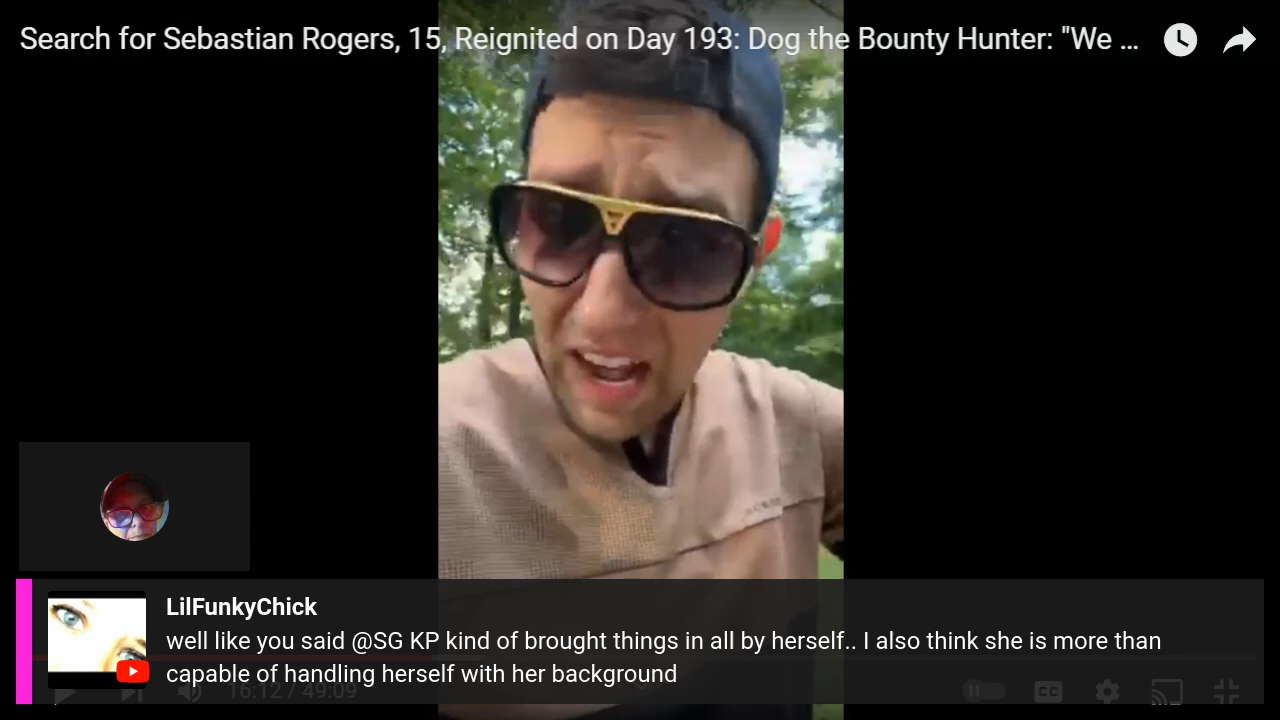 Search for Sebastian Rogers, 15, Reignited on Day 193: Dog the Bounty Hunter: "We ...
LilFunkyChick
well like you said @SG KP kind of brought things in all by herself.. I also think she is more than
capable of handling herself with her background
16:12 / 49:09
CC